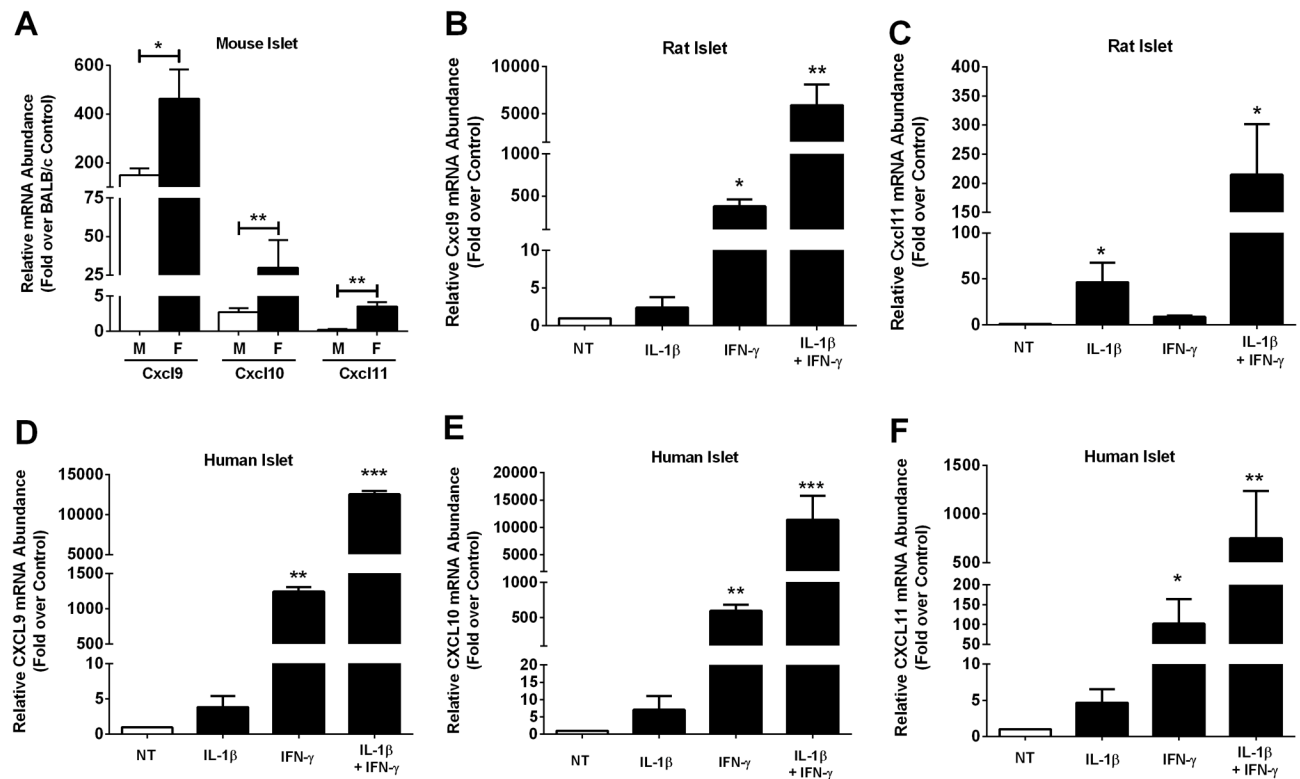 A
Mouse Islet
Relative mRNA Abundance
(Fold over BALB/c Control)
600
400
200
75
50
25
5
0
*
**
**
M F M F M F
Cxcl9 Cxcl10 Cxcl11
B
Rat Islet
Relative Cxcl9 mRNA Abundance
(Fold over Control)
10000
5000
1000
500
6
4
2
0
*
**
NT IL-1β IFN-γ IL-1β
+ IFN-γ
C
Rat Islet
Relative Cxcl11 mRNA Abundance
(Fold over Control)
400
350
300
250
200
150
100
50
0
*
*
NT IL-1β IFN-γ IL-1β
+ IFN-γ
D
Human Islet
Relative CXCL9 mRNA Abundance
(Fold over Control)
15000
12500
10000
7500
5000
1500
1000
500
5
0
**
***
NT IL-1β IFN-γ IL-1β
+ IFN-γ
E
Human Islet
Relative CXCL10 mRNA Abundance
(Fold over Control)
20000
15000
10000
5000
1000
500
20
15
10
5
0
**
***
NT IL-1β IFN-γ IL-1β
+ IFN-γ
F
Human Islet
Relative CXCL11 mRNA Abundance
(Fold over Control)
1500
1000
500
200
150
100
50
10
5
0
*
**
NT IL-1β IFN-γ IL-1β
+ IFN-γ